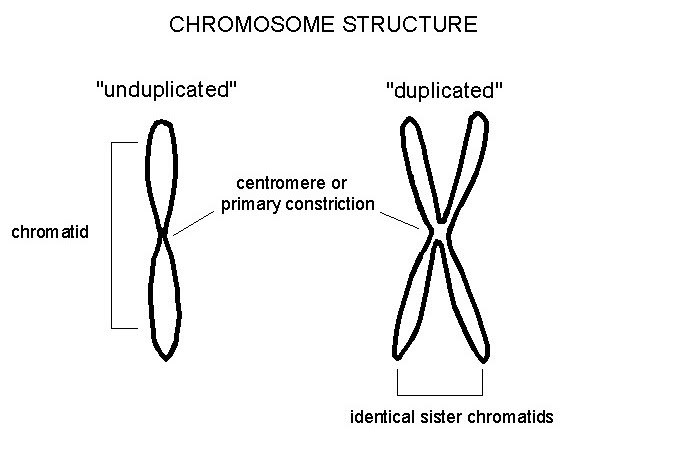 CHROMOSOME STRUCTURE
"unduplicated"
"duplicated"
centromere or
primary constriction
chromatid
identical sister chromatids